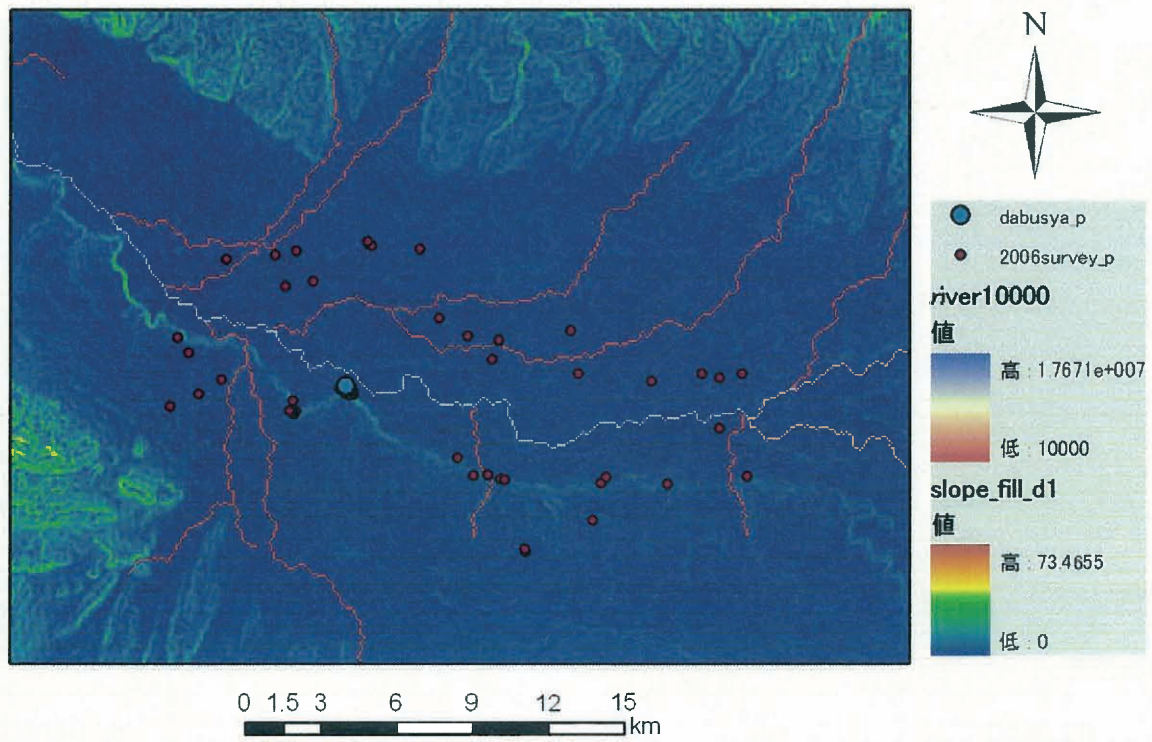 N
dabusya_p
2006survey_p
river10000
値
高 : 1.7671e+007
低 : 10000
slope_fill_d1
値
高 : 73.4655
低 : 0
0 1.5 3 6 9 12 15
km